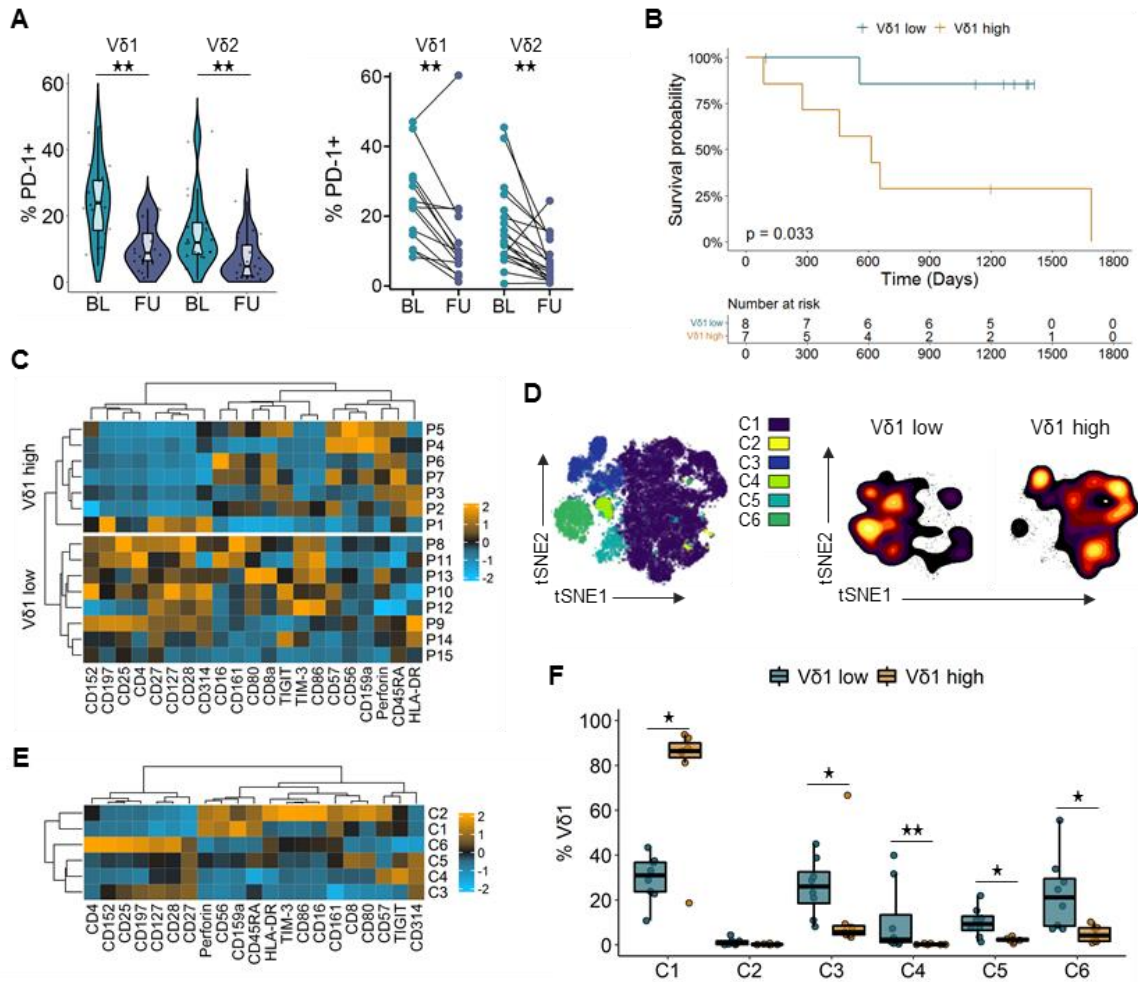 A
Vδ1 Vδ2
★★ ★★
% PD-1+
60
40
20
0
BL FU BL FU
Vδ1 Vδ2
★★ ★★
% PD-1+
60
40
20
0
BL FU BL FU
B
Vδ1 low Vδ1 high
Survival probability
100%
75%
50%
25%
0%
p = 0.033
0 300 600 900 1200 1500 1800
Time (Days)
Number at risk
Vδ1 low 8 7 6 6 5 0 0
Vδ1 high 7 5 4 2 2 1 0
0 300 600 900 1200 1500 1800
C
Vδ1 high
P5
P4
P6
P7
P3
P2
P1
Vδ1 low
P8
P11
P13
P10
P12
P9
P14
P15
2
1
0
-1
-2
CD152 CD197 CD25 CD4 CD27 CD127 CD28 CD314 CD16 CD161 CD80 CD8a TIGIT TIM-3 CD86 CD57 CD56 CD159a Perforin CD45RA HLA-DR
D
tSNE2
tSNE1
C1
C2
C3
C4
C5
C6
Vδ1 low Vδ1 high
tSNE2
tSNE1
E
C2
C1
C6
C5
C4
C3
2
1
0
-1
-2
CD4 CD152 CD25 CD197 CD127 CD28 CD27 Perforin CD56 CD159a CD45RA HLA-DR TIM-3 CD86 CD16 CD161 CD8 CD80 CD57 TIGIT CD314
F
Vδ1 low Vδ1 high
% Vδ1
100
80
60
40
20
0
★ ★ ★★ ★ ★
C1 C2 C3 C4 C5 C6